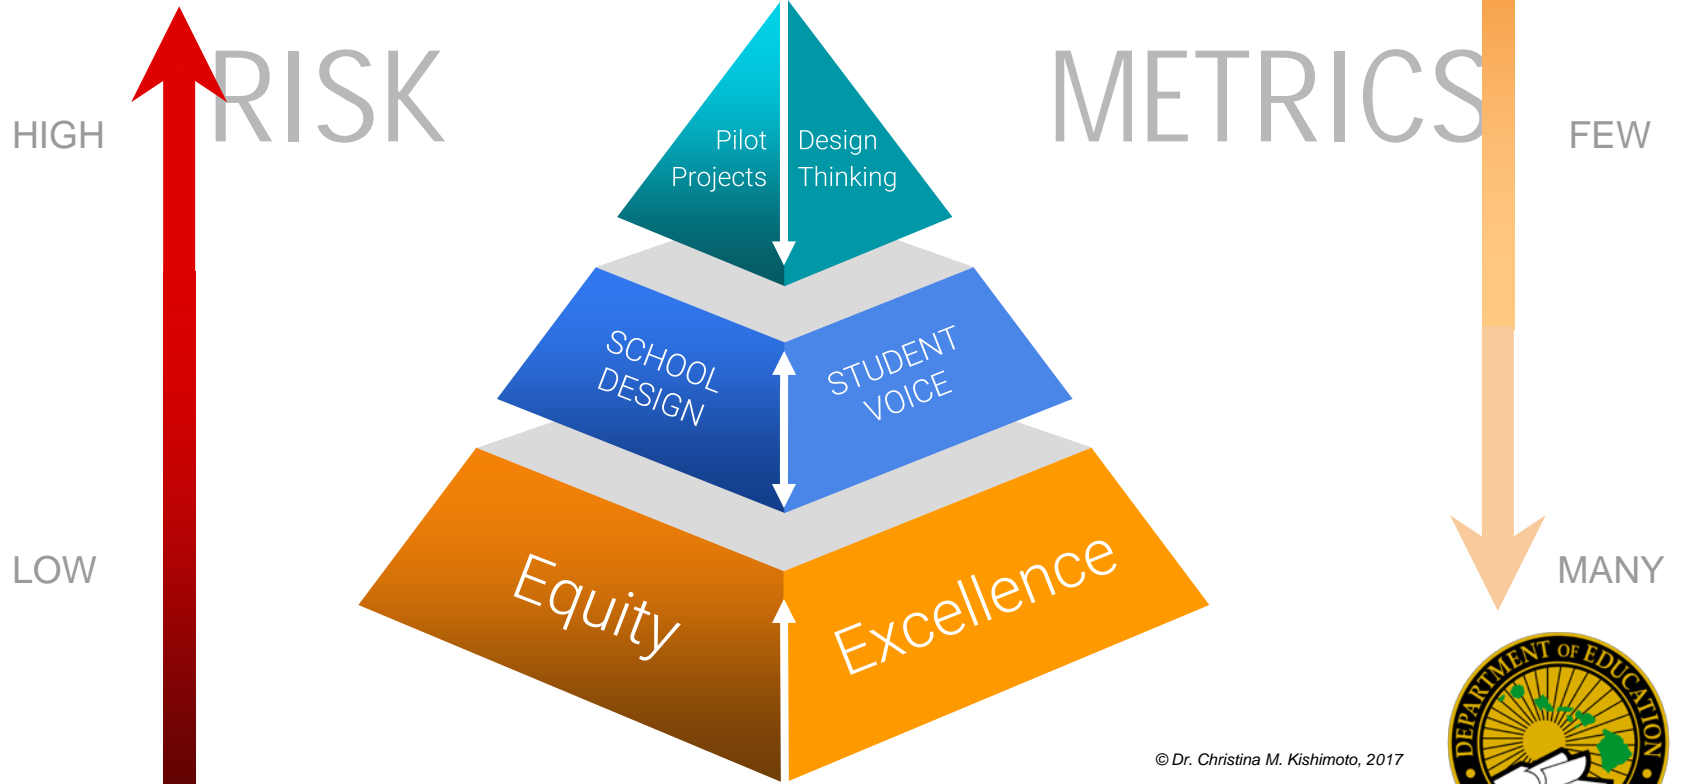 RISK
METRICS
HIGH
FEW
Pilot
Projects
Design
Thinking
SCHOOL
DESIGN
STUDENT
VOICE
LOW
MANY
Equity
Excellence
DEPARTMENT OF EDUCATION
© Dr. Christina M. Kishimoto, 2017